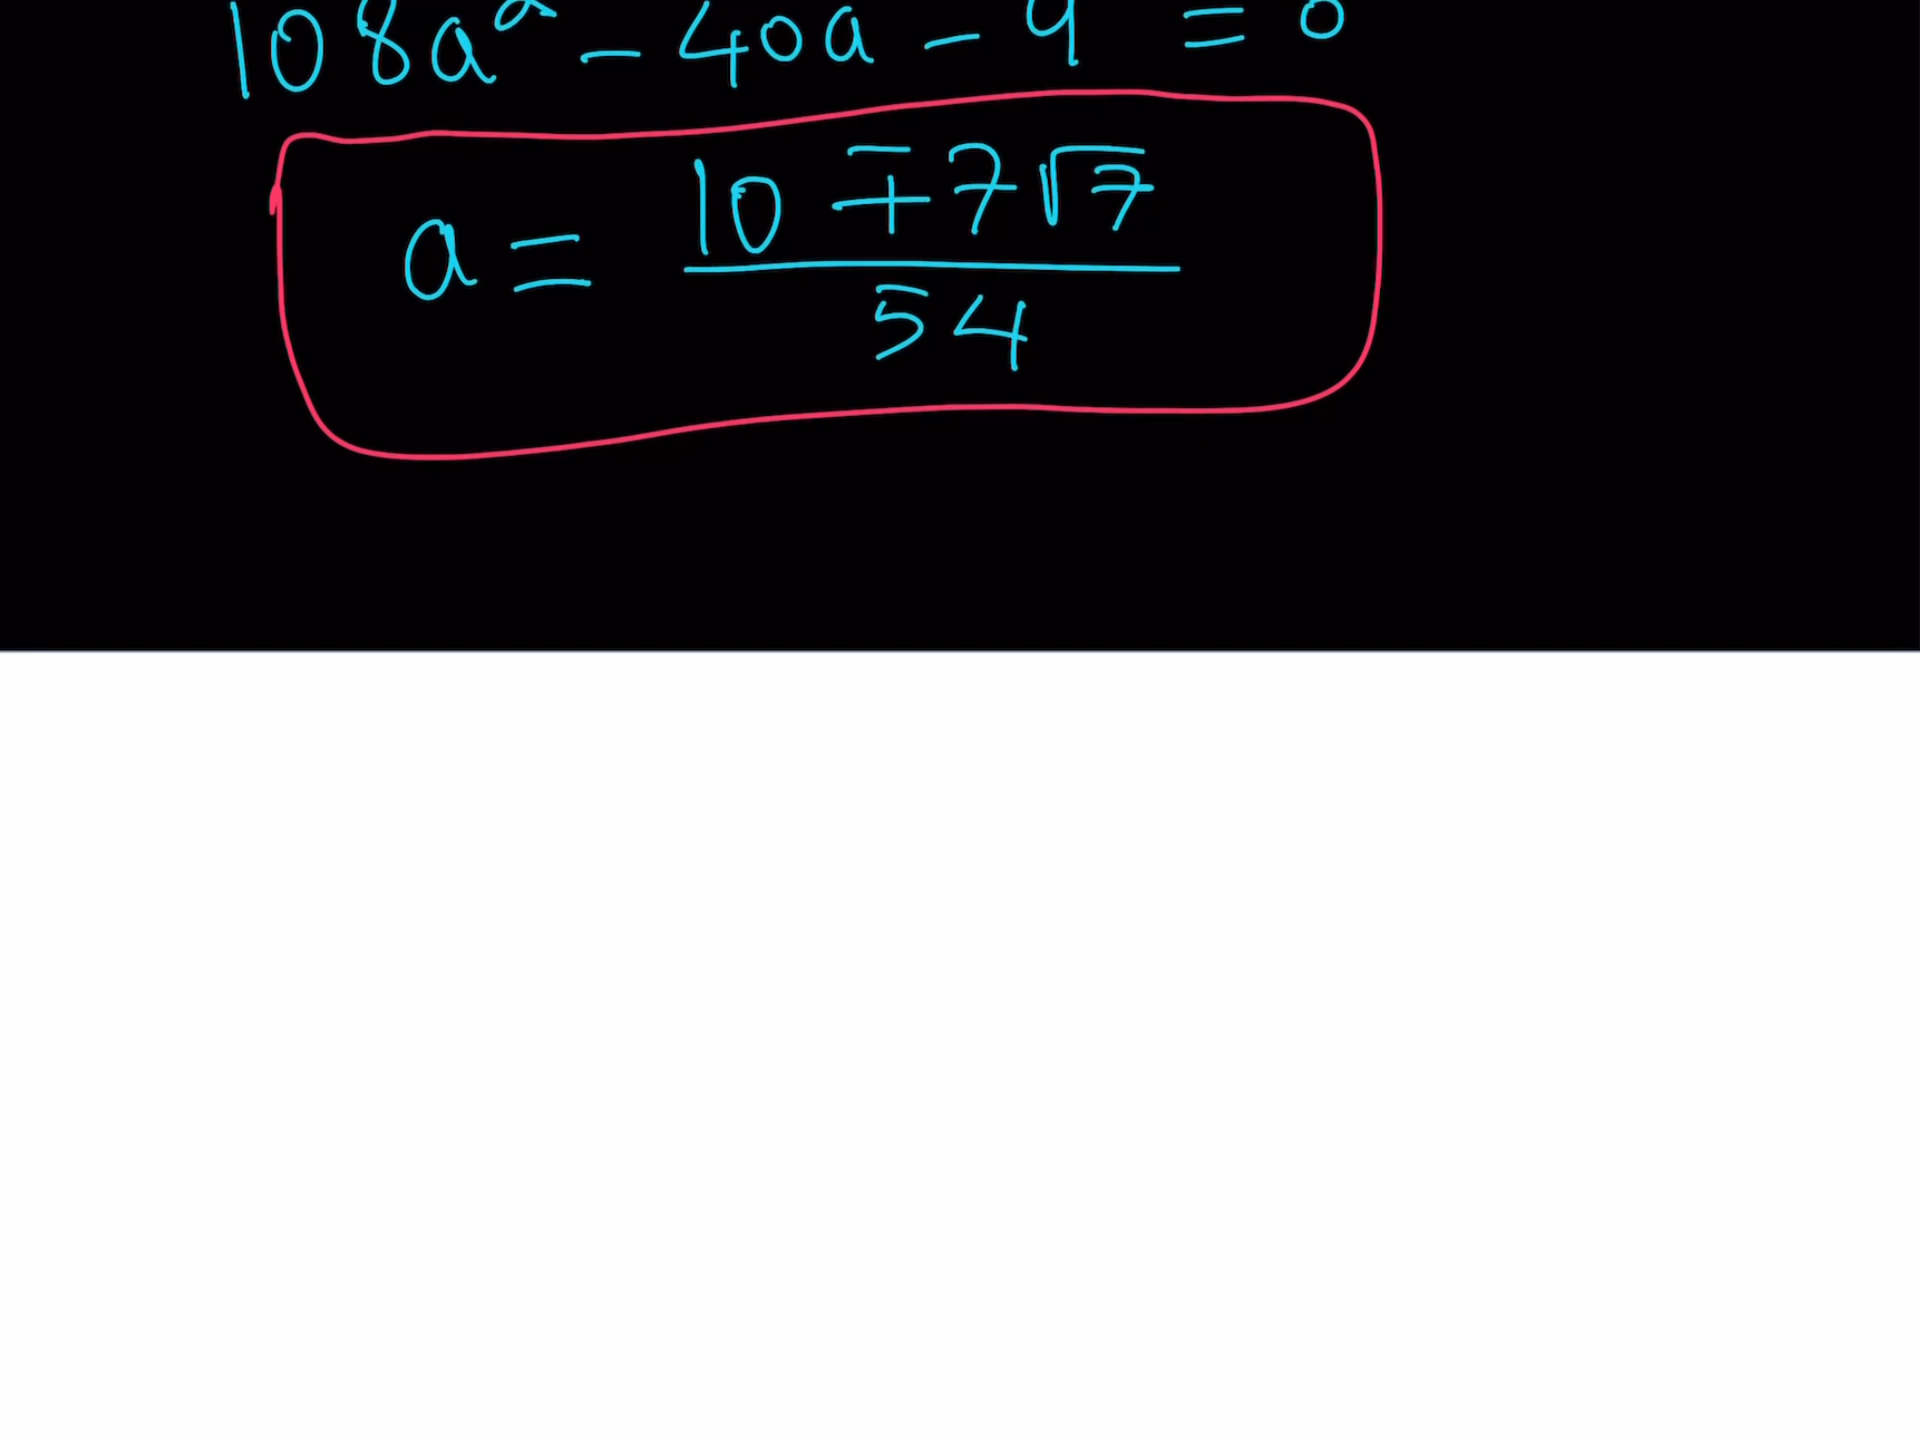 108a² - 40a - 9 = 0
a = (10 ∓ 7√7)/54